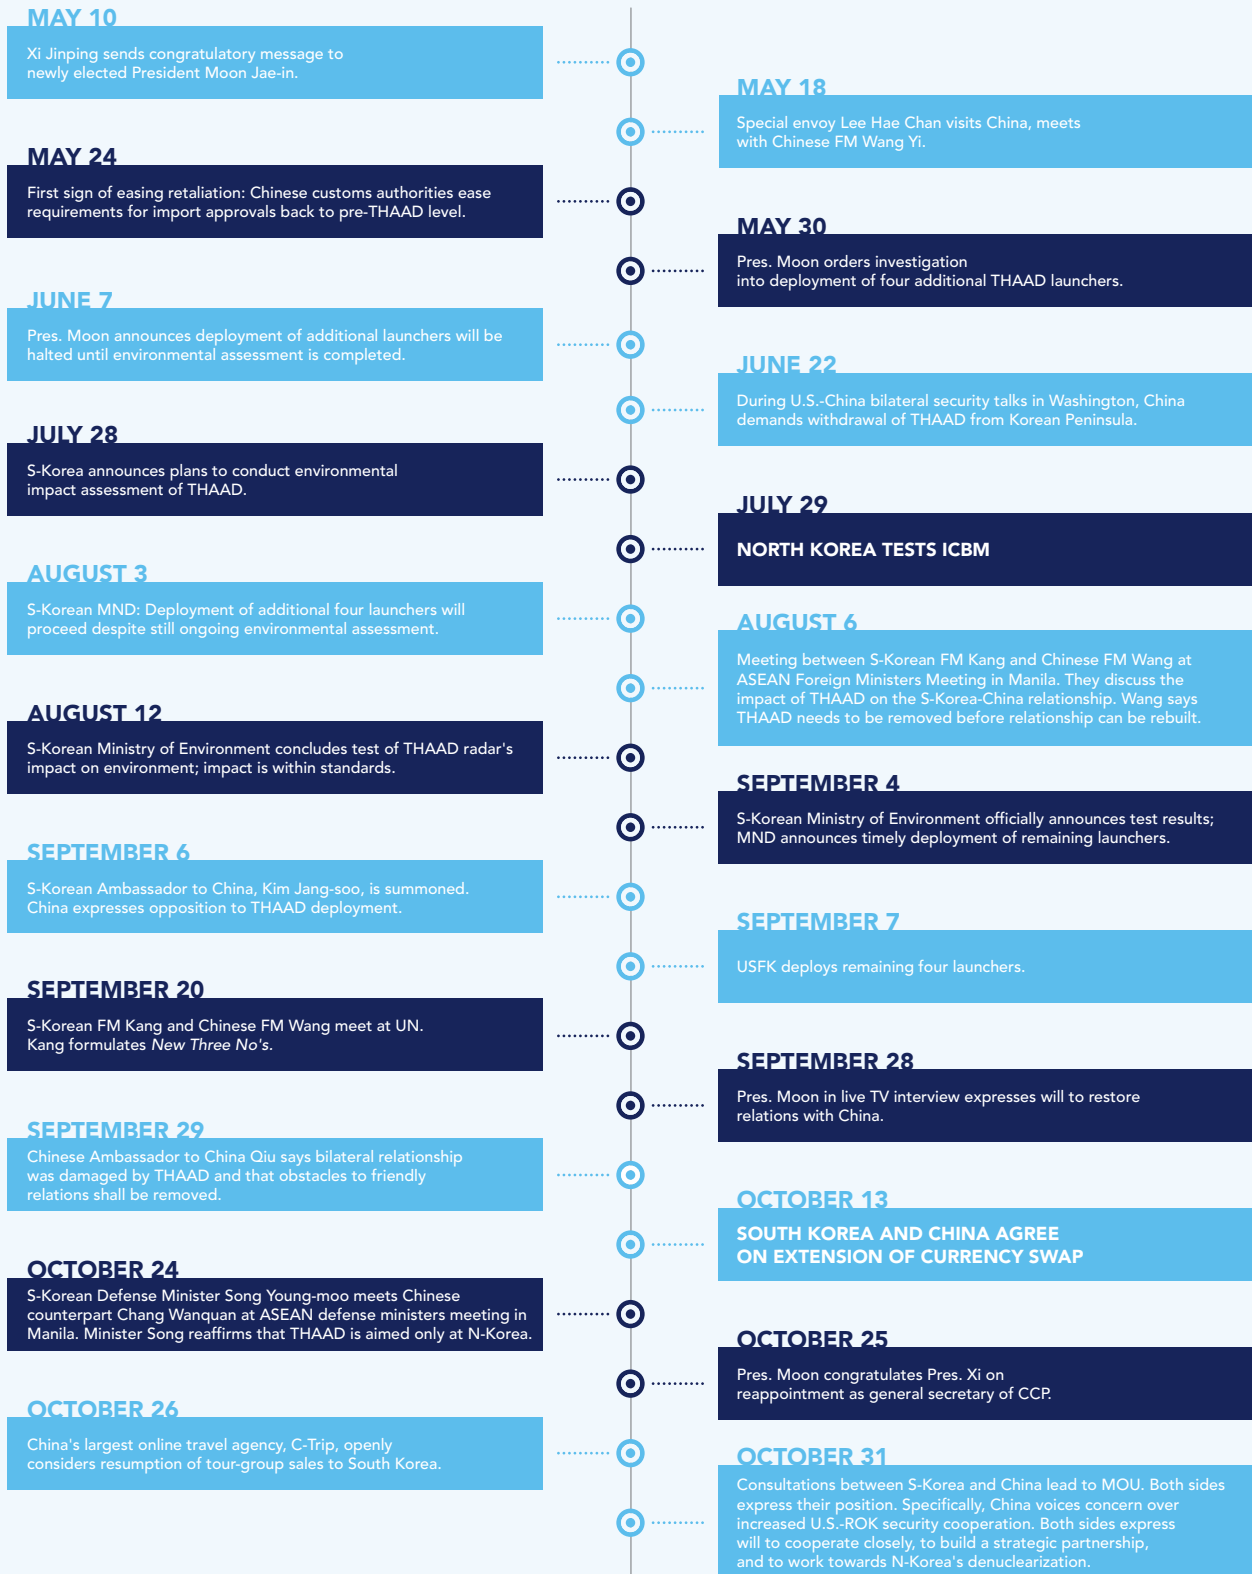 MAY 10
Xi Jinping sends congratulatory message to
newly elected President Moon Jae-in.
MAY 18
Special envoy Lee Hae Chan visits China, meets
with Chinese FM Wang Yi.
MAY 24
First sign of easing retaliation: Chinese customs authorities ease
requirements for import approvals back to pre-THAAD level.
MAY 30
Pres. Moon orders investigation
into deployment of four additional THAAD launchers.
JUNE 7
Pres. Moon announces deployment of additional launchers will be
halted until environmental assessment is completed.
JUNE 22
During U.S.-China bilateral security talks in Washington, China
demands withdrawal of THAAD from Korean Peninsula.
JULY 28
S-Korea announces plans to conduct environmental
impact assessment of THAAD.
JULY 29
NORTH KOREA TESTS ICBM
AUGUST 3
S-Korean MND: Deployment of additional four launchers will
proceed despite still ongoing environmental assessment.
AUGUST 6
Meeting between S-Korean FM Kang and Chinese FM Wang at
ASEAN Foreign Ministers Meeting in Manila. They discuss the
impact of THAAD on the S-Korea-China relationship. Wang says
THAAD needs to be removed before relationship can be rebuilt.
AUGUST 12
S-Korean Ministry of Environment concludes test of THAAD radar's
impact on environment; impact is within standards.
SEPTEMBER 4
S-Korean Ministry of Environment officially announces test results;
MND announces timely deployment of remaining launchers.
SEPTEMBER 6
S-Korean Ambassador to China, Kim Jang-soo, is summoned.
China expresses opposition to THAAD deployment.
SEPTEMBER 7
USFK deploys remaining four launchers.
SEPTEMBER 20
S-Korean FM Kang and Chinese FM Wang meet at UN.
Kang formulates New Three No's.
SEPTEMBER 28
Pres. Moon in live TV interview expresses will to restore
relations with China.
SEPTEMBER 29
Chinese Ambassador to China Qiu says bilateral relationship
was damaged by THAAD and that obstacles to friendly
relations shall be removed.
OCTOBER 13
SOUTH KOREA AND CHINA AGREE
ON EXTENSION OF CURRENCY SWAP
OCTOBER 24
S-Korean Defense Minister Song Young-moo meets Chinese
counterpart Chang Wanquan at ASEAN defense ministers meeting in
Manila. Minister Song reaffirms that THAAD is aimed only at N-Korea.
OCTOBER 25
Pres. Moon congratulates Pres. Xi on
reappointment as general secretary of CCP.
OCTOBER 26
China's largest online travel agency, C-Trip, openly
considers resumption of tour-group sales to South Korea.
OCTOBER 31
Consultations between S-Korea and China lead to MOU. Both sides
express their position. Specifically, China voices concern over
increased U.S.-ROK security cooperation. Both sides express
will to cooperate closely, to build a strategic partnership,
and to work towards N-Korea's denuclearization.